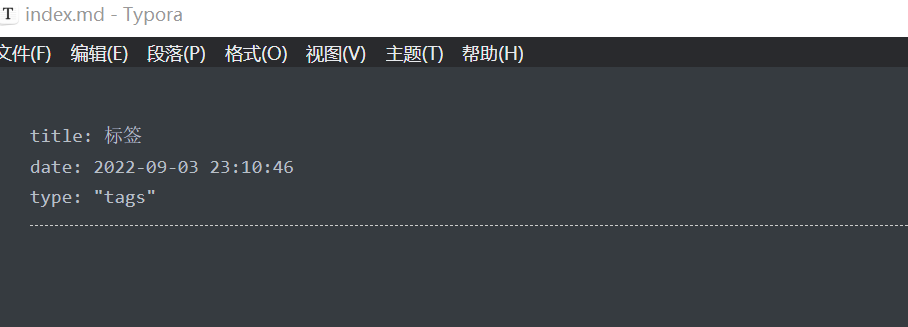 T index.md - Typora
文件(F) 编辑(E) 段落(P) 格式(O) 视图(V) 主题(T) 帮助(H)
title: 标签
date: 2022-09-03 23:10:46
type: "tags"